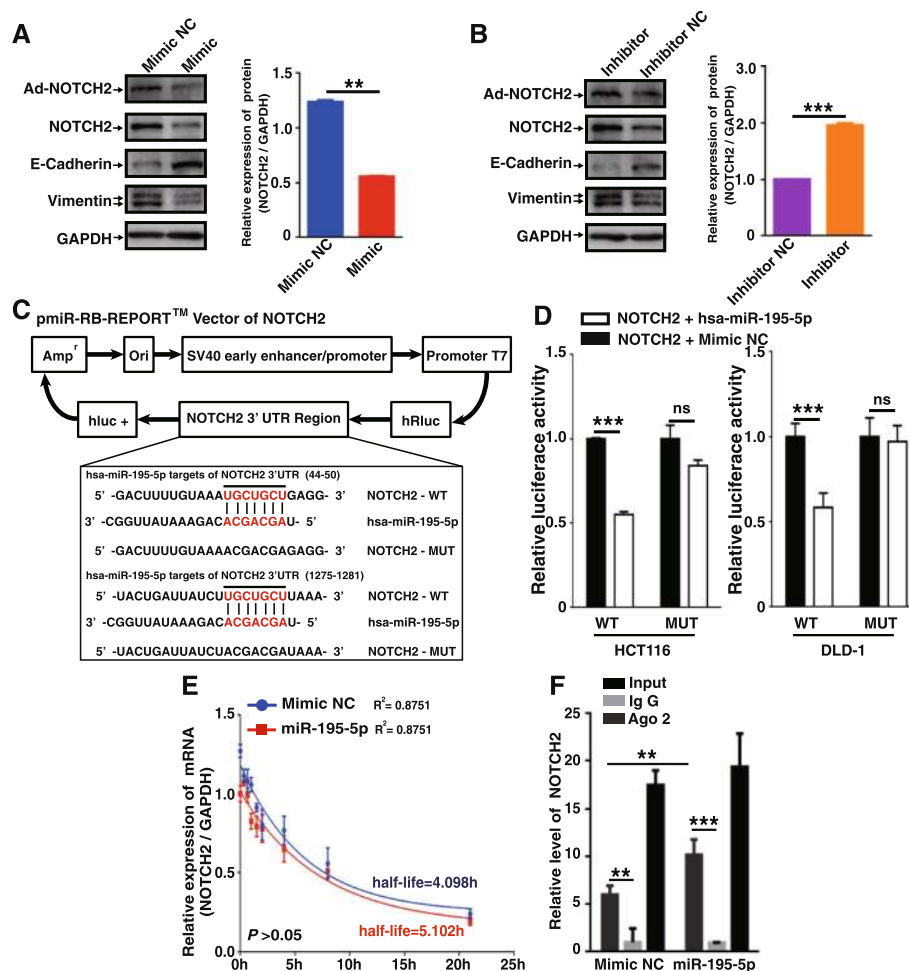 A
Mimic NC
Mimic
Ad-NOTCH2
NOTCH2
E-Cadherin
Vimentin
GAPDH
Relative expression of protein
(NOTCH2 / GAPDH)
1.5
1.0
0.5
0
**
Mimic NC
Mimic
B
Inhibitor
Inhibitor NC
Ad-NOTCH2
NOTCH2
E-Cadherin
Vimentin
GAPDH
Relative expression of protein
(NOTCH2 / GAPDH)
3.0
2.0
1.0
0
***
Inhibitor NC
Inhibitor
C
pmiR-RB-REPORT™ Vector of NOTCH2
Amp r
Ori
SV40 early enhancer/promoter
Promoter T7
hluc +
NOTCH2 3' UTR Region
hRluc
hsa-miR-195-5p targets of NOTCH2 3'UTR (44-50)
5' -GACUUUUGUAAAUGCUGCUGAGG- 3' NOTCH2 - WT
3' -CGGUUAUAAAGACACGACGAU- 5' hsa-miR-195-5p
5' -GACUUUUGUAAAACGACGAGAGG- 3' NOTCH2 - MUT
hsa-miR-195-5p targets of NOTCH2 3'UTR (1275-1281)
5' -UACUGAUUAUCUUGCUGCUUAAA- 3' NOTCH2 - WT
3' -CGGUUAUAAAGACACGACGAU- 5' hsa-miR-195-5p
5' -UACUGAUUAUCUACGACGAUAAA- 3' NOTCH2 - MUT
D
NOTCH2 + hsa-miR-195-5p
NOTCH2 + Mimic NC
Relative luciferace activity
1.5
1.0
0.5
0
***
ns
WT
MUT
HCT116
Relative luciferace activity
1.5
1.0
0.5
0
***
ns
WT
MUT
DLD-1
E
Mimic NC R2= 0.8751
miR-195-5p R2= 0.8751
Relative expression of mRNA
(NOTCH2 / GAPDH)
1.5
1.0
0.5
0.0
half-life=4.098h
half-life=5.102h
P >0.05
0h
5h
10h
15h
20h
25h
F
Input
Ig G
Ago 2
Relative level of NOTCH2
25
20
15
10
5
0
**
**
***
Mimic NC
miR-195-5p